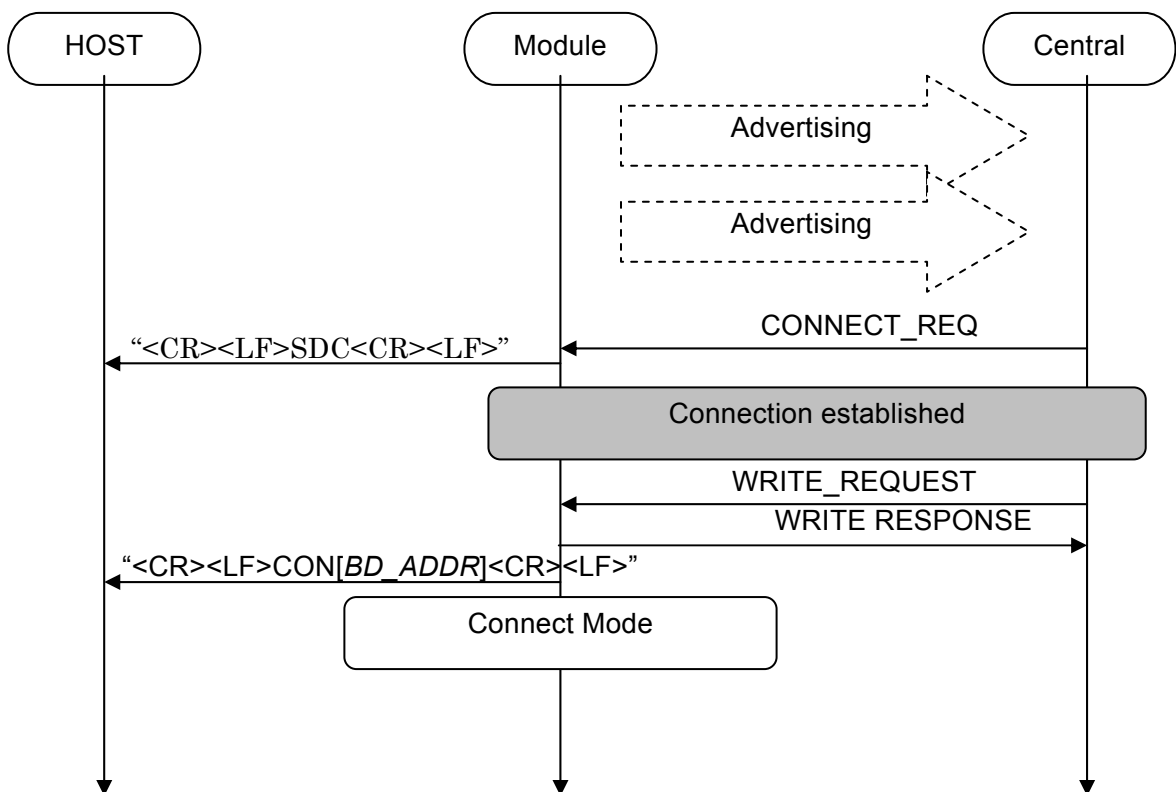 HOST
Module
Central
Advertising
Advertising
CONNECT_REQ
“<CR><LF>SDC<CR><LF>”
Connection established
WRITE_REQUEST
WRITE RESPONSE
“<CR><LF>CON[BD_ADDR]<CR><LF>”
Connect Mode